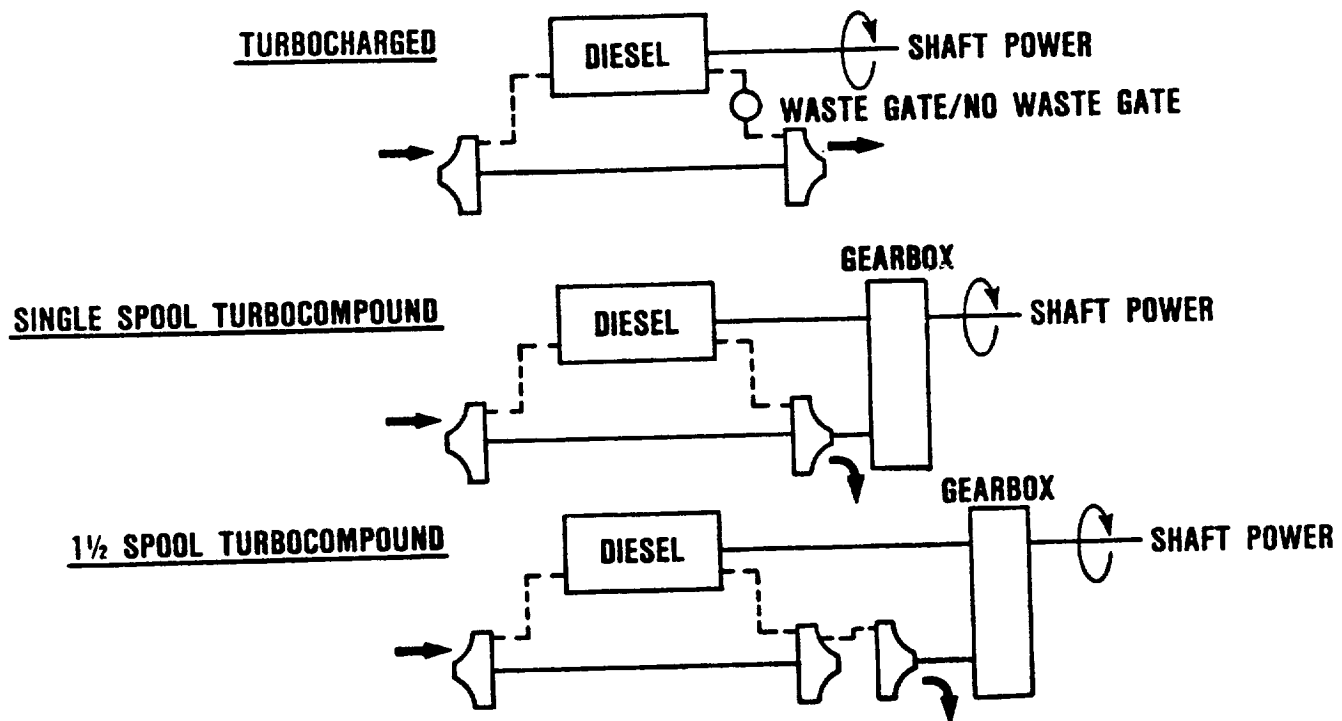 TURBOCHARGED
DIESEL
SHAFT POWER
WASTE GATE/NO WASTE GATE
GEARBOX
SINGLE SPOOL TURBOCOMPOUND
DIESEL
SHAFT POWER
GEARBOX
1½ SPOOL TURBOCOMPOUND
DIESEL
SHAFT POWER